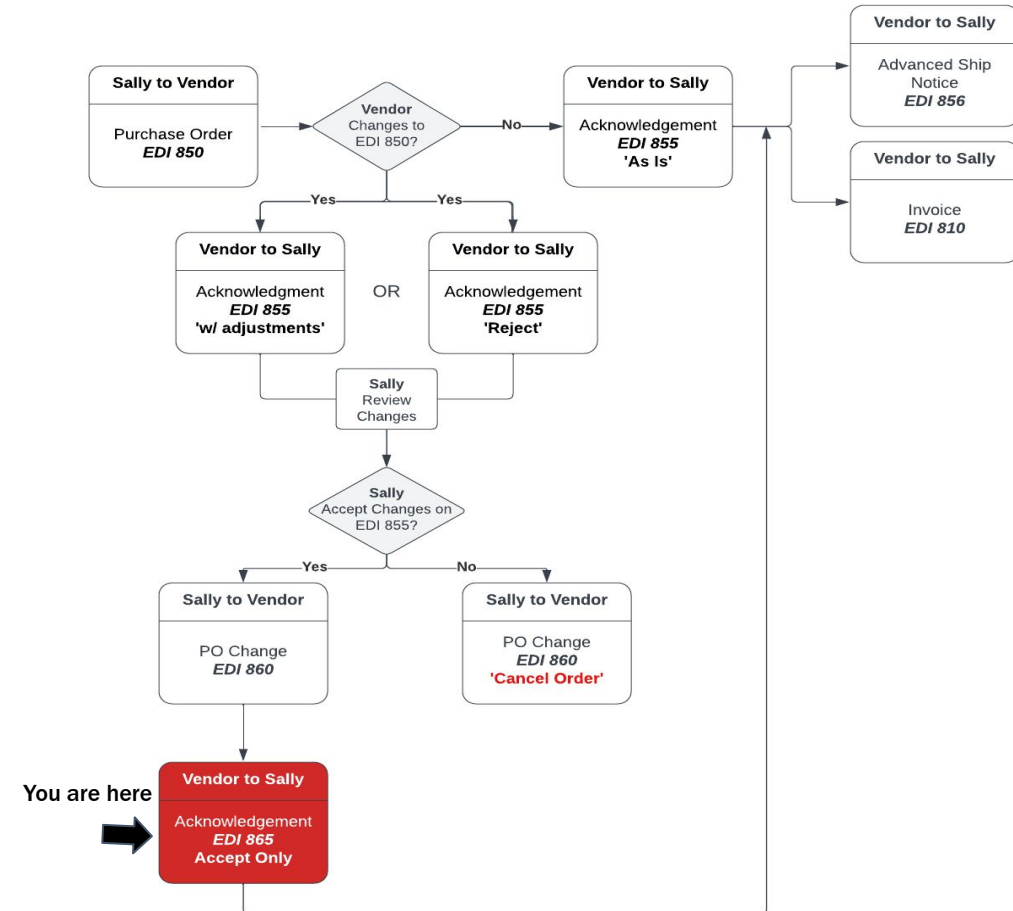 Vendor to Sally
Advanced Ship
Notice
EDI 856
Sally to Vendor
Purchase Order
EDI 850
Vendor
Changes to
EDI 850?
No
Vendor to Sally
Acknowledgement
EDI 855
'As Is'
Vendor to Sally
Invoice
EDI 810
Yes
Yes
Vendor to Sally
Acknowledgment
EDI 855
'w/ adjustments'
OR
Vendor to Sally
Acknowledgement
EDI 855
'Reject'
Sally
Review
Changes
Sally
Accept Changes on
EDI 855?
Yes
No
Sally to Vendor
PO Change
EDI 860
Sally to Vendor
PO Change
EDI 860
'Cancel Order'
You are here
Vendor to Sally
Acknowledgement
EDI 865
Accept Only